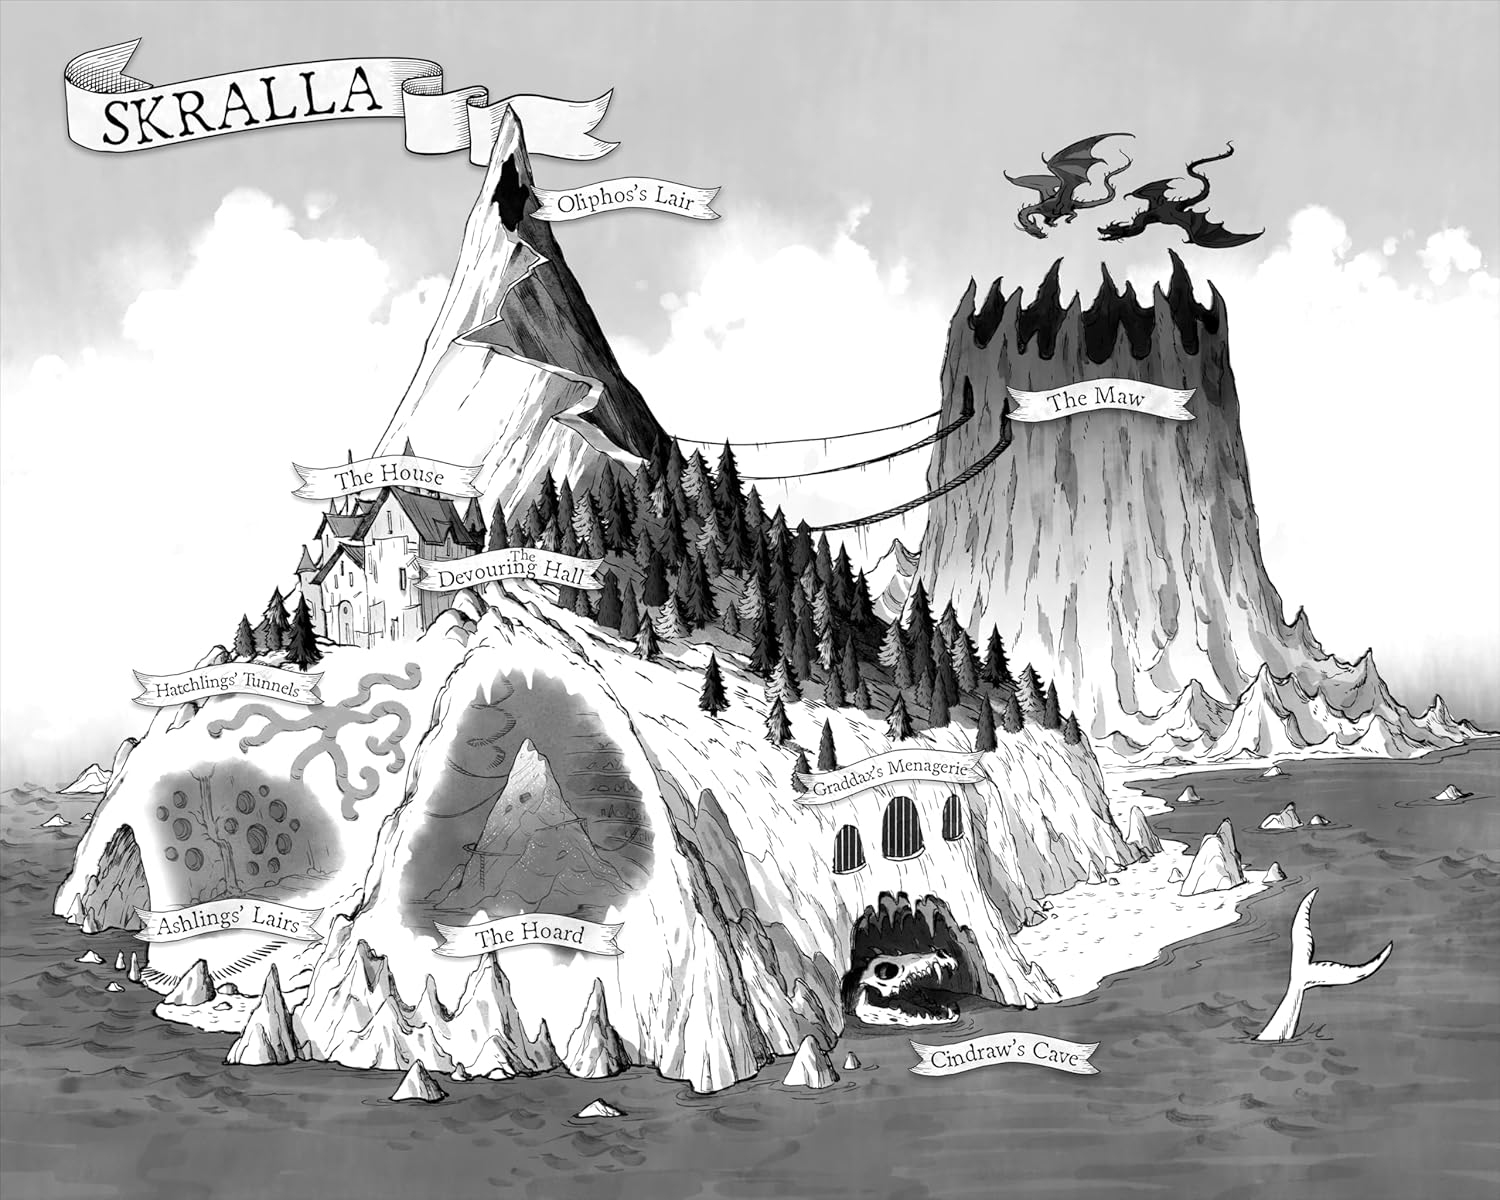 SKRALLA
Oliphos's Lair
The Maw
The House
The
Devouring Hall
Hatchlings' Tunnels
Graddax's Menagerie
Ashlings' Lairs
The Hoard
Cindraw's Cave